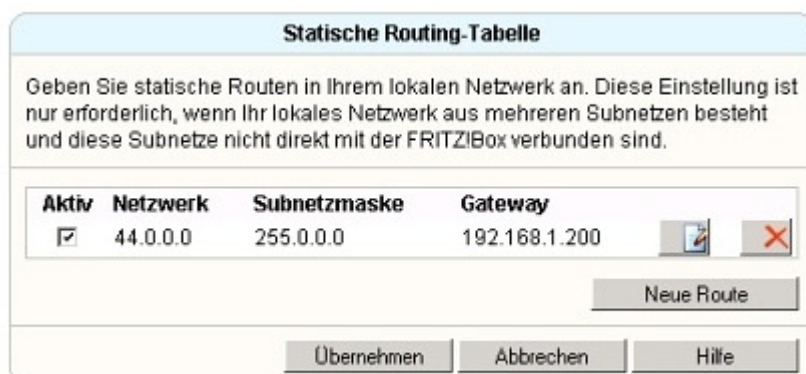 Statische Routing-Tabelle
Geben Sie statische Routen in Ihrem lokalen Netzwerk an. Diese Einstellung ist
nur erforderlich, wenn Ihr lokales Netzwerk aus mehreren Subnetzen besteht
und diese Subnetze nicht direkt mit der FRITZ!Box verbunden sind.
Aktiv Netzwerk Subnetzmaske Gateway
44.0.0.0 255.0.0.0 192.168.1.200
Neue Route
Übernehmen Abbrechen Hilfe